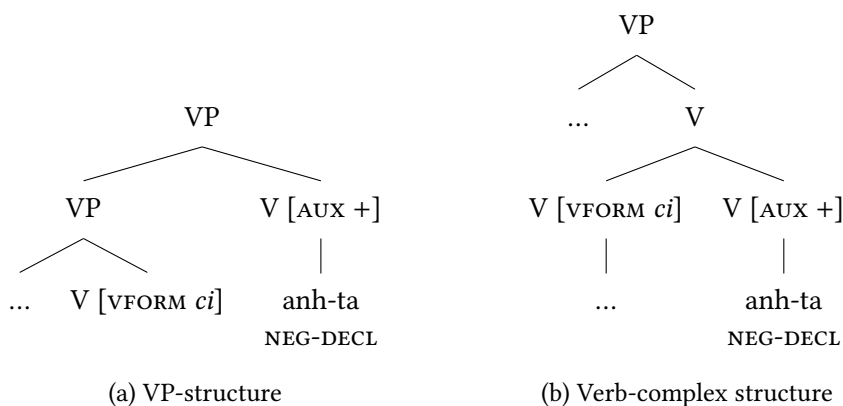 VP
VP
... V
VP V [AUX +] V [VFORM ci] V [AUX +]
... V [VFORM ci] anh-ta ... anh-ta
NEG-DECL NEG-DECL
(a) VP-structure (b) Verb-complex structure